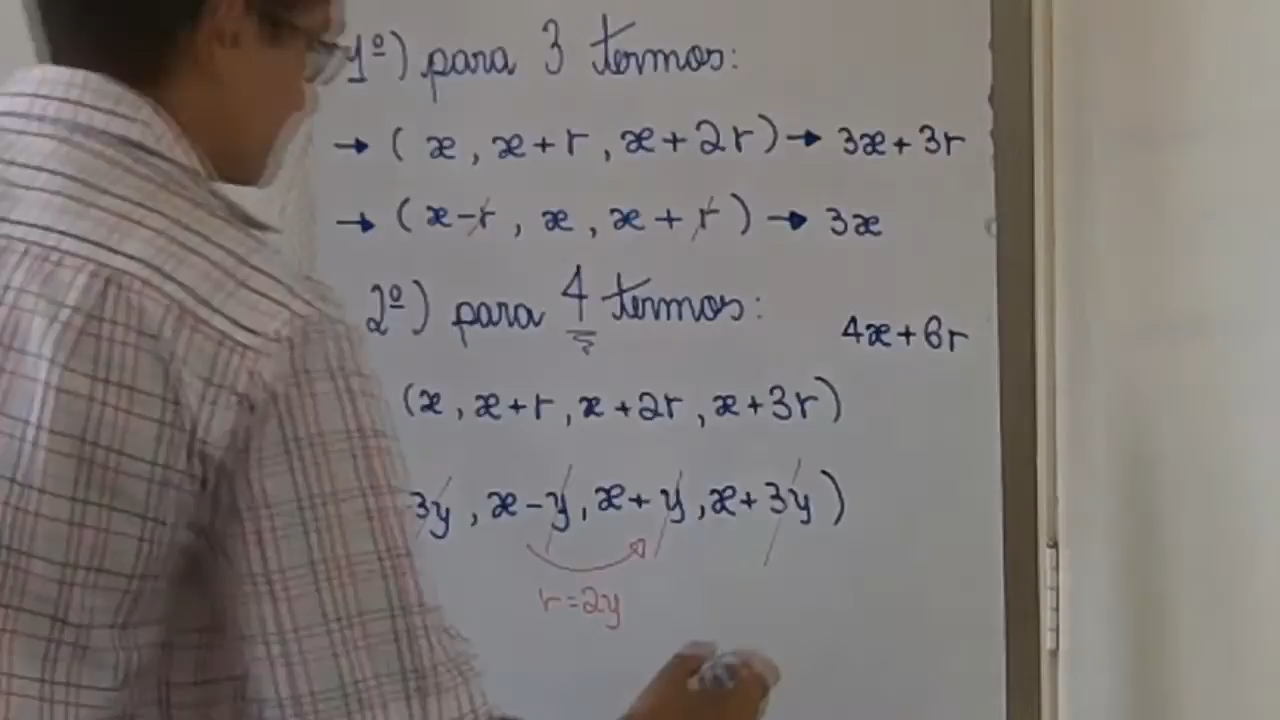 1º) para 3 termos:
→ ( x , x + r , x + 2r ) → 3x + 3r
→ ( x - r , x , x + r ) → 3x
2º) para 4 termos:
4x + 6r
(x , x + r , x + 2r , x + 3r )
3y , x - y , x + y , x + 3y )
r = 2y